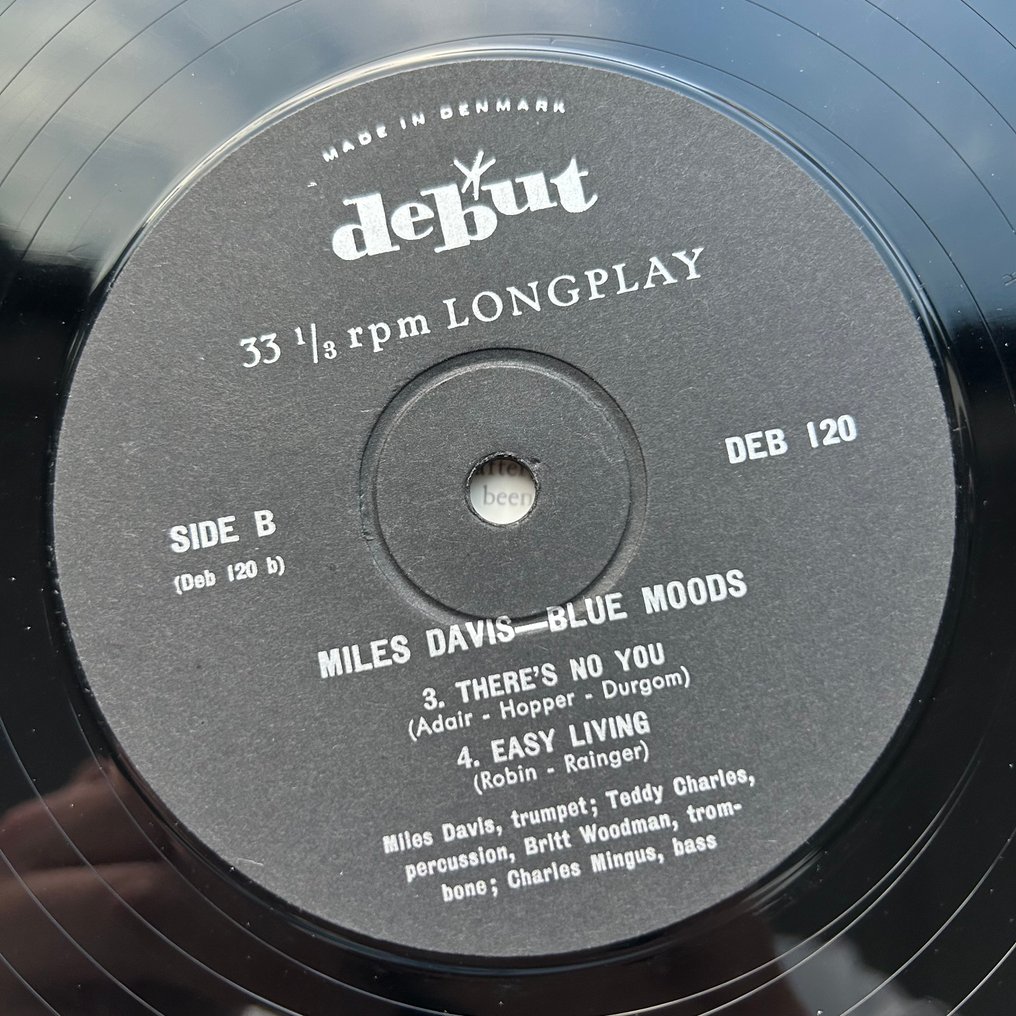 MADE IN DENMARK
debut
33 1/3 rpm LONGPLAY
DEB 120
after
been
SIDE B
(Deb 120 b)
MILES DAVIS—BLUE MOODS
3. THERE'S NO YOU
(Adair - Hopper - Durgom)
4. EASY LIVING
(Robin - Rainger)
Miles Davis, trumpet; Teddy Charles,
percussion, Britt Woodman, trom-
bone; Charles Mingus, bass